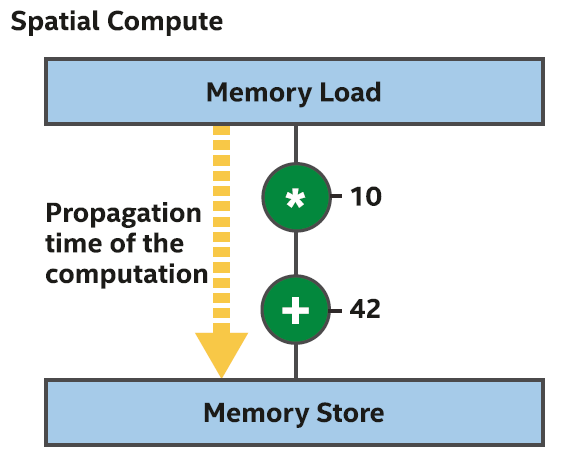 Spatial Compute
Memory Load
*
10
Propagation
time of the
computation
+
42
Memory Store